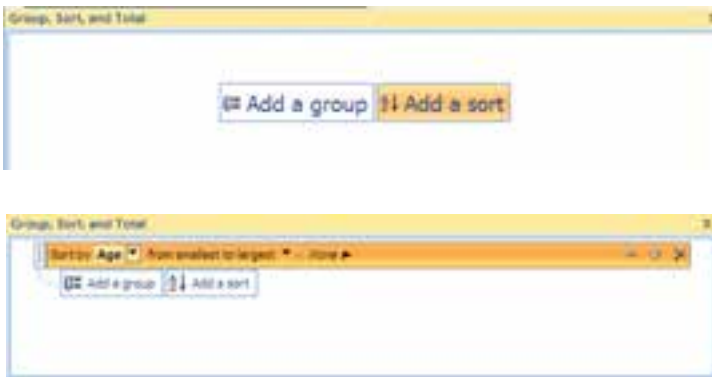 Group, Sort, and Total
Add a group Add a sort
Group, Sort, and Total
Sort by Age from smallest to largest , More
Add a group Add a sort